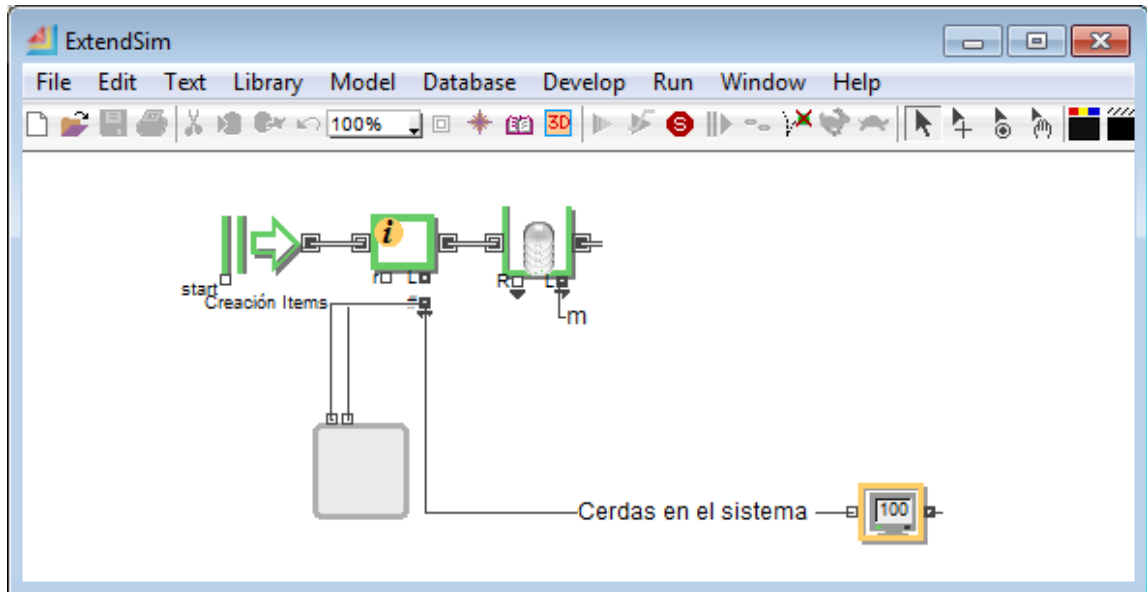 ExtendSim
File Edit Text Library Model Database Develop Run Window Help
100% 3D S
i
r L
R L
start
Creación Items
#
m
Cerdas en el sistema
100